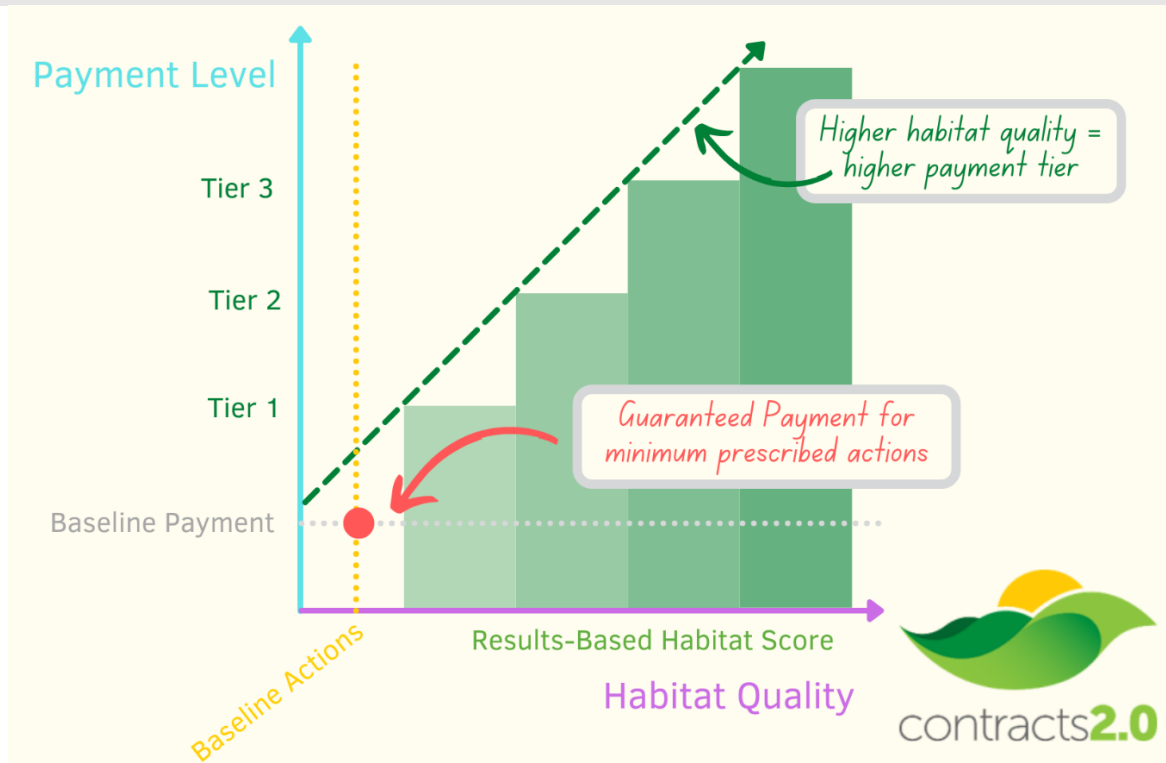 Payment Level
Higher habitat quality =
higher payment tier
Tier 3
Tier 2
Tier 1
Guaranteed Payment for
minimum prescribed actions
Baseline Payment
Baseline Actions
Results-Based Habitat Score
Habitat Quality
contracts2.0